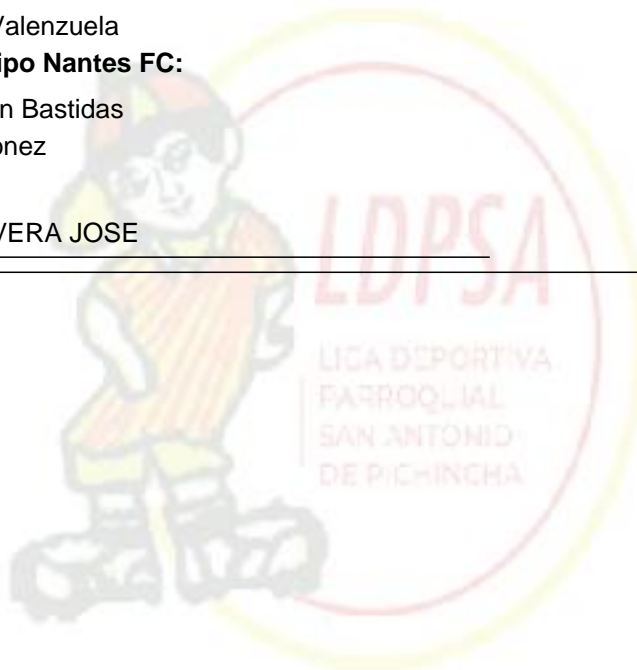 Valenzuela
ipo Nantes FC:
n Bastidas
onez
VERA JOSE
LDPSA
LIGA DEPORTIVA
PARROQUIAL
SAN ANTONIO
DE PICHINCHA